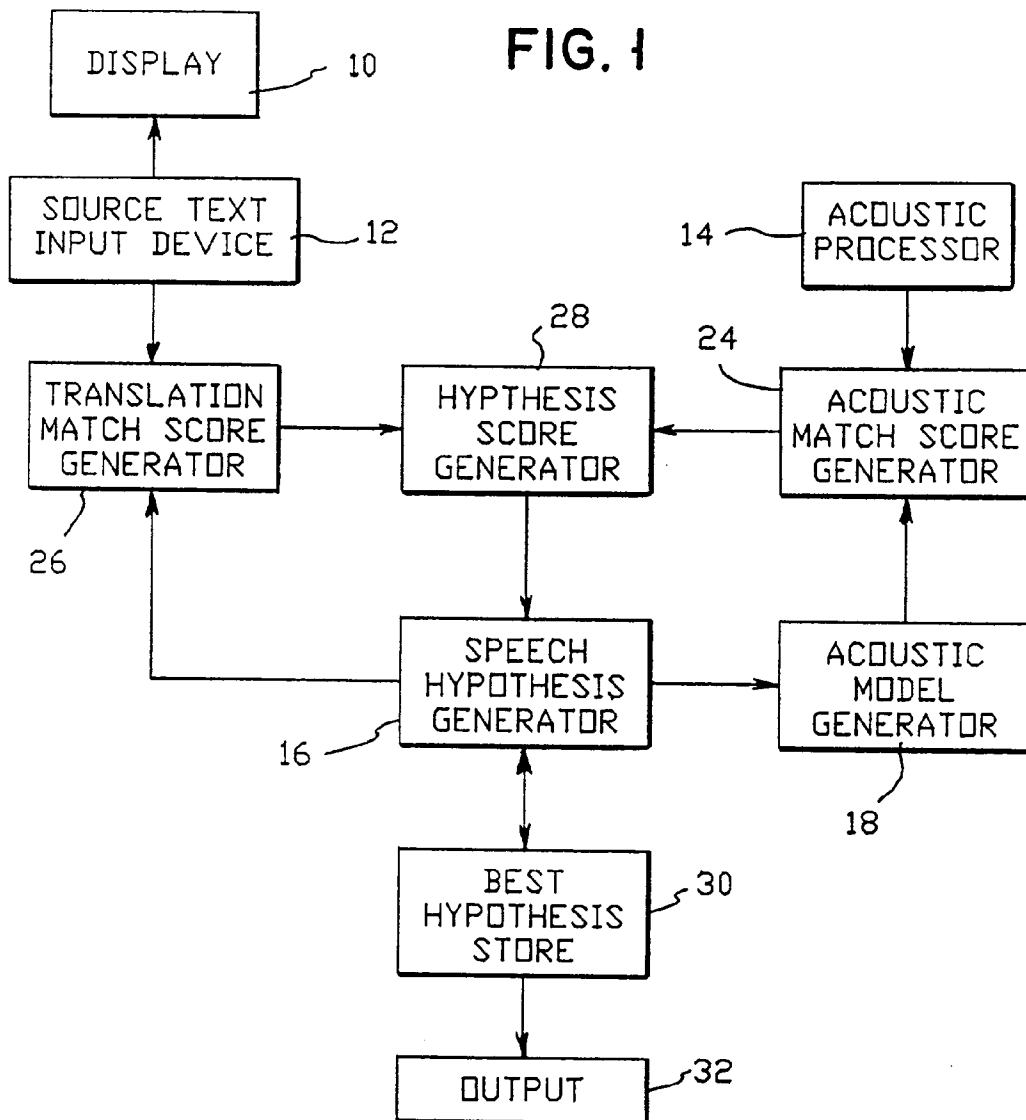 FIG. 1
DISPLAY
10
SOURCE TEXT
INPUT DEVICE
12
14
ACOUSTIC
PROCESSOR
28
24
TRANSLATION
MATCH SCORE
GENERATOR
26
HYPTHESIS
SCORE
GENERATOR
ACOUSTIC
MATCH SCORE
GENERATOR
SPEECH
HYPOTHESIS
GENERATOR
16
ACOUSTIC
MODEL
GENERATOR
18
BEST
HYPOTHESIS
STORE
30
OUTPUT
32